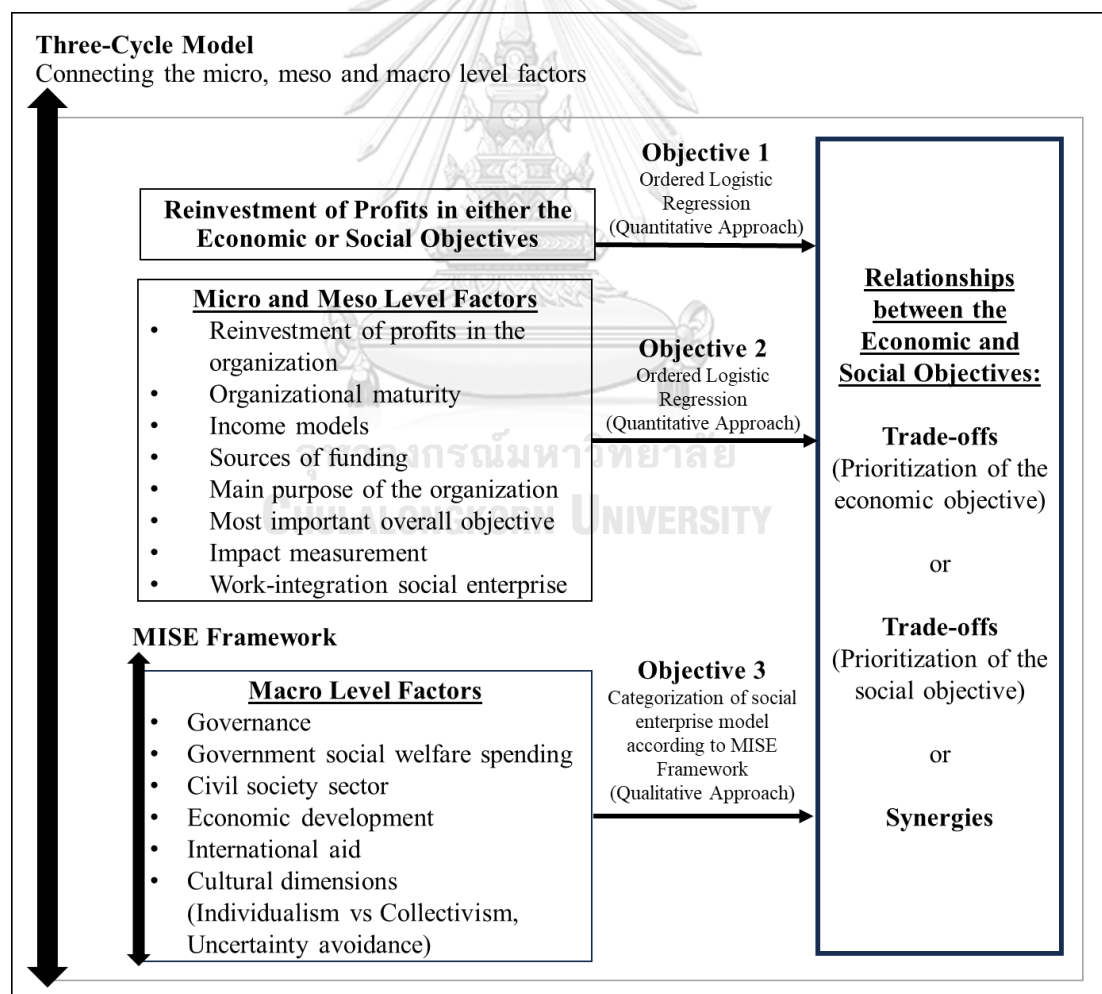 Three-Cycle Model
Connecting the micro, meso and macro level factors
Reinvestment of Profits in either the
Economic or Social Objectives
Objective 1
Ordered Logistic
Regression
(Quantitative Approach)
Micro and Meso Level Factors
• Reinvestment of profits in the
organization
• Organizational maturity
• Income models
• Sources of funding
• Main purpose of the organization
• Most important overall objective
• Impact measurement
• Work-integration social enterprise
Objective 2
Ordered Logistic
Regression
(Quantitative Approach)
จุฬาลงกรณ์มหาวิทยาลัย
CHULALONGKORN UNIVERSITY
MISE Framework
Macro Level Factors
• Governance
• Government social welfare spending
• Civil society sector
• Economic development
• International aid
• Cultural dimensions
(Individualism vs Collectivism,
Uncertainty avoidance)
Objective 3
Categorization of social
enterprise model
according to MISE
Framework
(Qualitative Approach)
Relationships
between the
Economic and
Social Objectives:
Trade-offs
(Prioritization of the
economic objective)
or
Trade-offs
(Prioritization of the
social objective)
or
Synergies